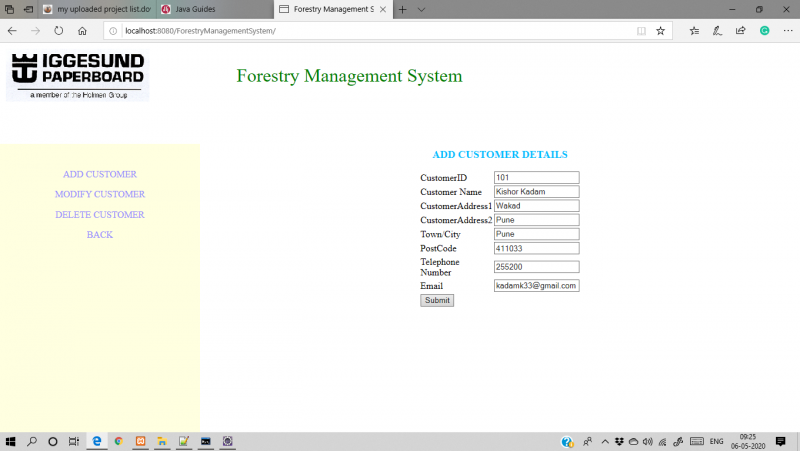 my uploaded project list.do
Java Guides
Forestry Management S
localhost:8080/ForestryManagementSystem/
IGGESUND
PAPERBOARD
a member of the Holmen Group
Forestry Management System
ADD CUSTOMER
MODIFY CUSTOMER
DELETE CUSTOMER
BACK
ADD CUSTOMER DETAILS
CustomerID 101
Customer Name Kishor Kadam
CustomerAddress1 Wakad
CustomerAddress2 Pune
Town/City Pune
PostCode 411033
Telephone
Number 255200
Email kadamk33@gmail.com
Submit
ENG
09:25
06-05-2020